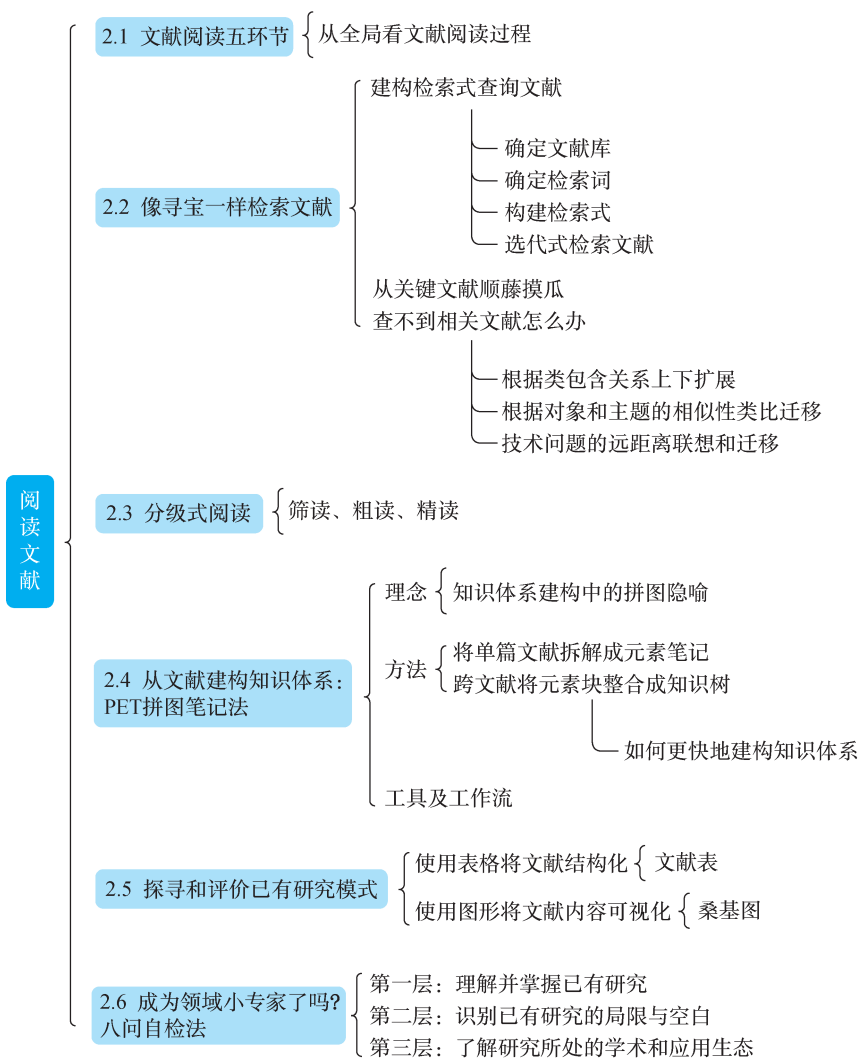 阅读文献
2.1 文献阅读五环节
从全局看文献阅读过程
2.2 像寻宝一样检索文献
建构检索式查询文献
确定文献库
确定检索词
构建检索式
选代式检索文献
从关键文献顺藤摸瓜
查不到相关文献怎么办
根据类包含关系上下扩展
根据对象和主题的相似性类比迁移
技术问题的远距离联想和迁移
2.3 分级式阅读
筛读、粗读、精读
2.4 从文献建构知识体系：
PET拼图笔记法
理念
知识体系建构中的拼图隐喻
方法
将单篇文献拆解成元素笔记
跨文献将元素块整合成知识树
如何更快地建构知识体系
工具及工作流
2.5 探寻和评价已有研究模式
使用表格将文献结构化
文献表
使用图形将文献内容可视化
桑基图
2.6 成为领域小专家了吗?
八问自检法
第一层：理解并掌握已有研究
第二层：识别已有研究的局限与空白
第三层：了解研究所处的学术和应用生态